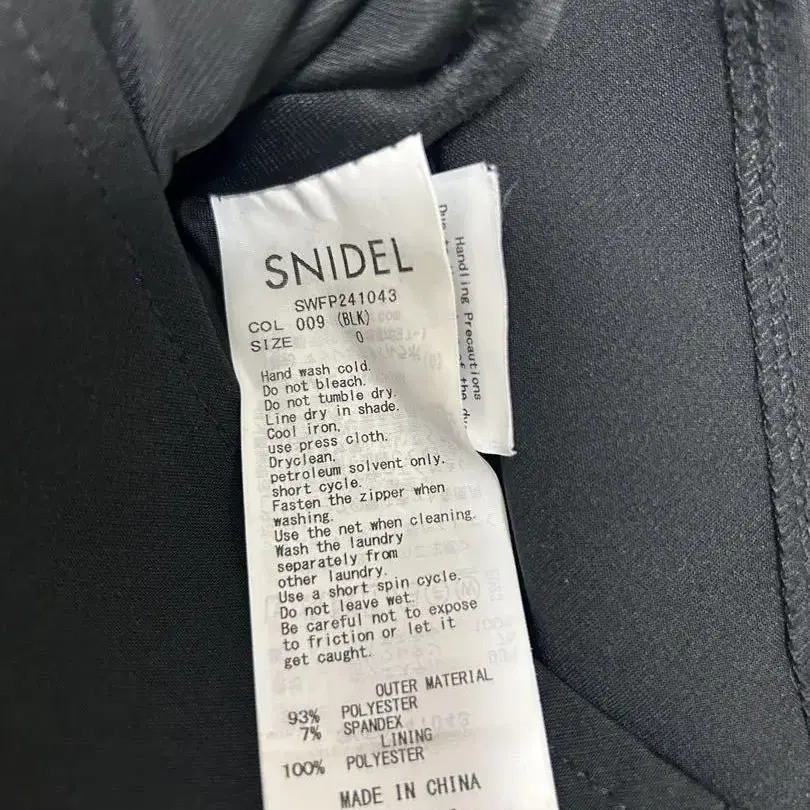 SNIDEL
SWFP241043
COL 009 (BLK)
SIZE 0
Hand wash cold.
Do not bleach.
Do not tumble dry.
Line dry in shade.
Cool iron.
use press cloth.
Dryclean,
petroleum solvent only.
short cycle.
Fasten the zipper when
washing.
Use the net when cleaning.
Wash the laundry
separately from
other laundry.
Use a short spin cycle.
Do not leave wet.
Be careful not to expose
to friction or let it
get caught.
OUTER MATERIAL
93% POLYESTER
7% SPANDEX
LINING
100% POLYESTER
MADE IN CHINA
Handling Precautions
Due
of the